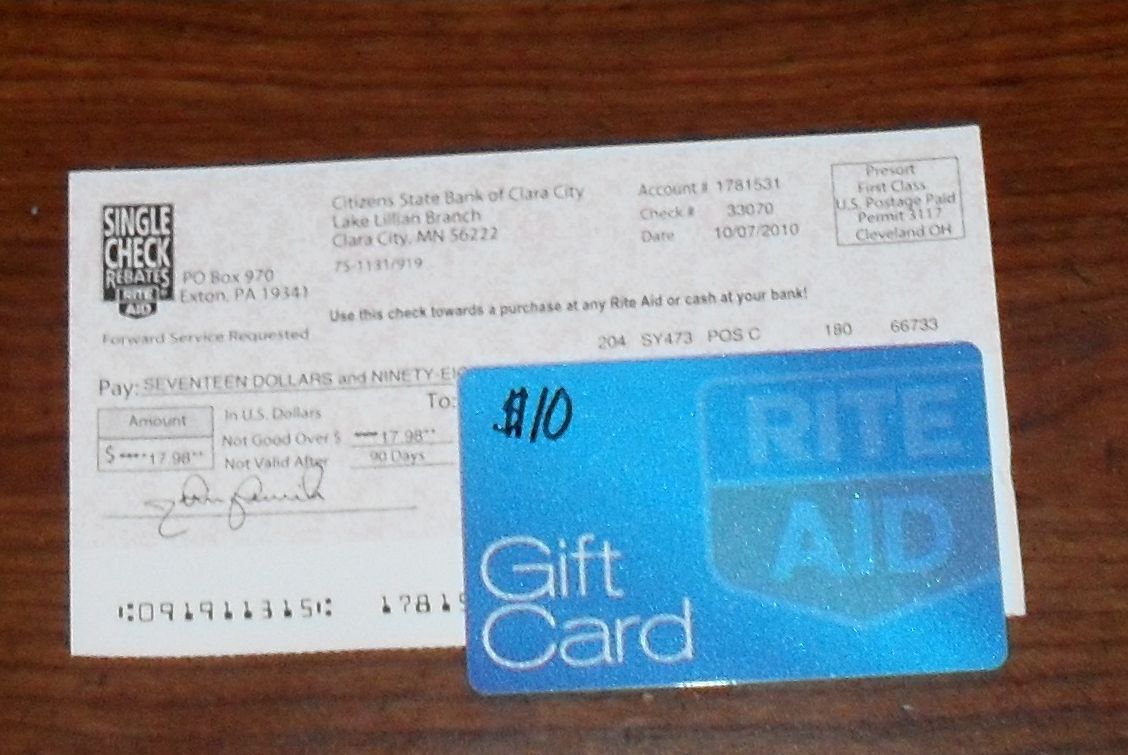 SINGLE
CHECK
REBATES
RITE
AID
PO Box 970
Exton, PA 19341
Forward Service Requested
Citizens State Bank of Clara City
Lake Lillian Branch
Clara City, MN 56222
75-1131/919
Account # 1781531
Check # 33070
Date 10/07/2010
Presort
First Class
U.S. Postage Paid
Permit 3117
Cleveland OH
Use this check towards a purchase at any Rite Aid or cash at your bank!
204 SY473 POS C 180 66733
Pay: SEVENTEEN DOLLARS and NINETY-EIG
To:
Amount
$ ****17.98**
In U.S. Dollars
Not Good Over $ ****17.98**
Not Valid After 90 Days
⑆091911315⑆ 1781
$10
RITE
AID
Gift
Card